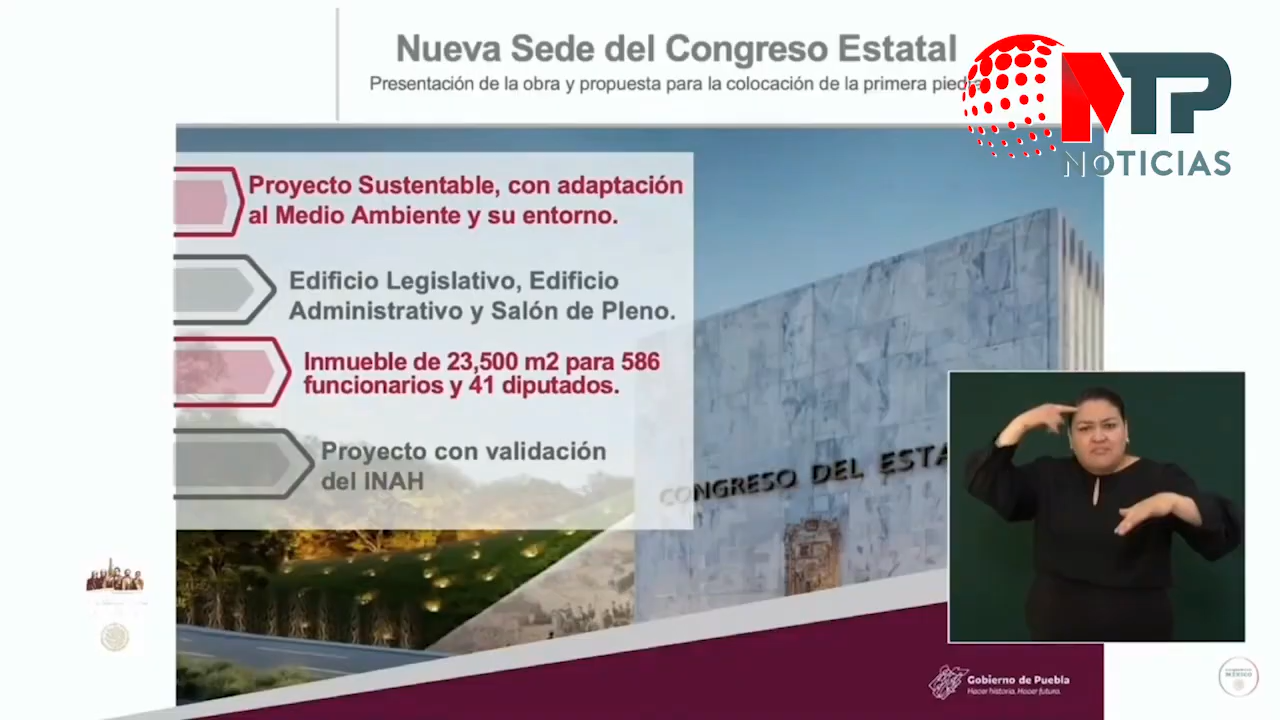 Nueva Sede del Congreso Estatal
Presentación de la obra y propuesta para la colocación de la primera piedra
MTP
NOTICIAS
Proyecto Sustentable, con adaptación
al Medio Ambiente y su entorno.
Edificio Legislativo, Edificio
Administrativo y Salón de Pleno.
Inmueble de 23,500 m2 para 586
funcionarios y 41 diputados.
Proyecto con validación
del INAH
CONGRESO DEL ESTA
Gobierno de Puebla
Hacer historia. Hacer futuro.